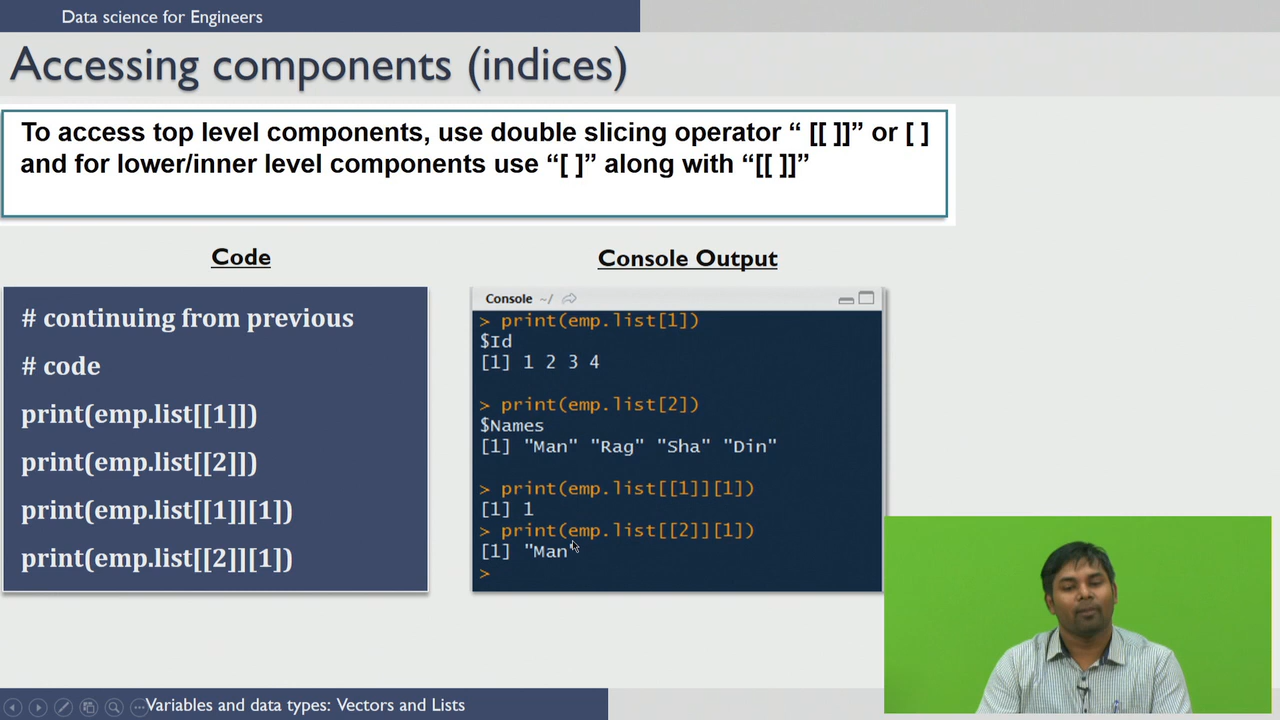 Data science for Engineers
Accessing components (indices)
To access top level components, use double slicing operator “ [[ ]]” or [ ]
and for lower/inner level components use “[ ]” along with “[[ ]]”
Code
# continuing from previous
# code
print(emp.list[[1]])
print(emp.list[[2]])
print(emp.list[[1]][1])
print(emp.list[[2]][1])
Console Output
Console ~/
> print(emp.list[1])
$Id
[1] 1 2 3 4
> print(emp.list[2])
$Names
[1] "Man" "Rag" "Sha" "Din"
> print(emp.list[[1]][1])
[1] 1
> print(emp.list[[2]][1])
[1] "Man"
>
Variables and data types: Vectors and Lists